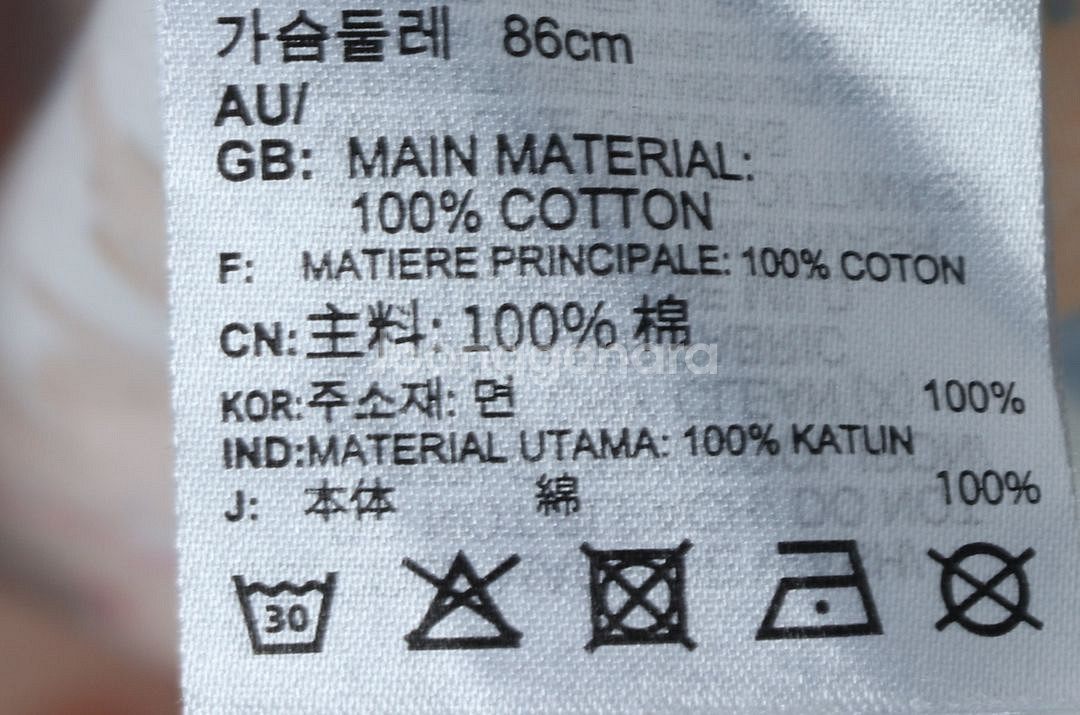 가슴둘레 86cm
AU/
GB: MAIN MATERIAL:
100% COTTON
F: MATIERE PRINCIPALE: 100% COTON
CN: 主料: 100% 棉
joonggonara
KOR: 주소재: 면 100%
IND: MATERIAL UTAMA: 100% KATUN
J: 本体 綿 100%
30